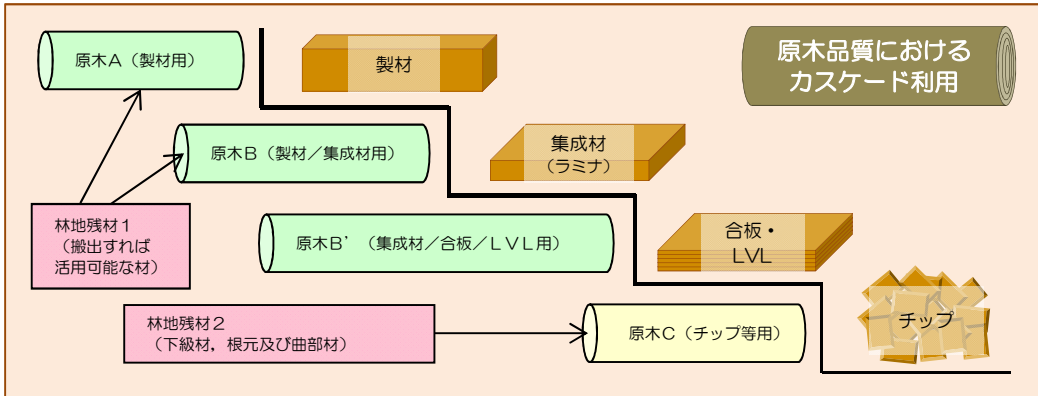 原木品質における
カスケード利用
原木A（製材用）
製材
原木B（製材／集成材用）
集成材
（ラミナ）
林地残材１
（搬出すれば
活用可能な材）
原木B’（集成材／合板／ＬＶＬ用）
合板・
LVL
林地残材２
（下級材，根元及び曲部材）
原木C（チップ等用）
チップ